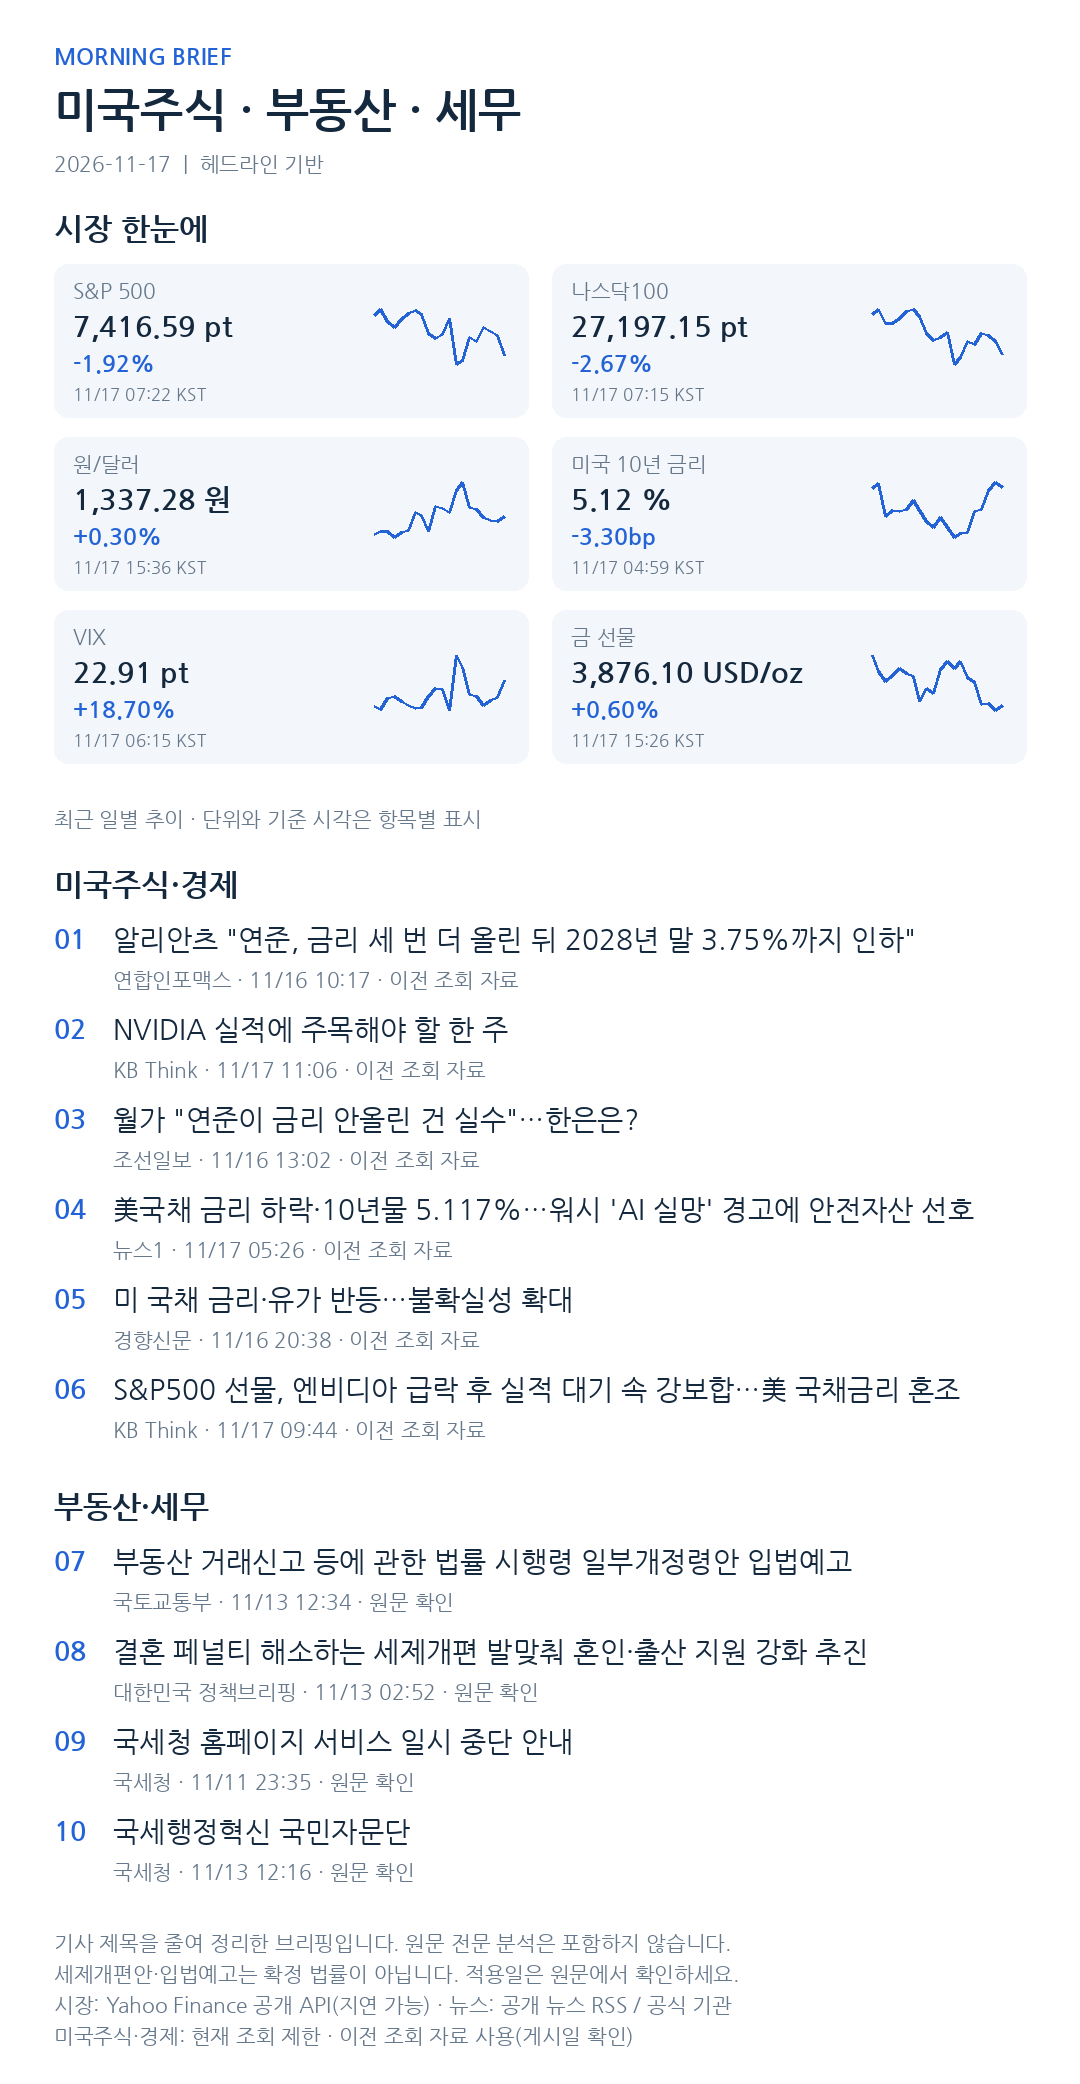 MORNING BRIEF
미국주식 · 부동산 · 세무
2026-11-17 | 헤드라인 기반
시장 한눈에
S&P 500
7,416.59 pt
-1.92%
11/17 07:22 KST
나스닥100
27,197.15 pt
-2.67%
11/17 07:15 KST
원/달러
1,337.28 원
+0.30%
11/17 15:36 KST
미국 10년 금리
5.12 %
-3.30bp
11/17 04:59 KST
VIX
22.91 pt
+18.70%
11/17 06:15 KST
금 선물
3,876.10 USD/oz
+0.60%
11/17 15:26 KST
최근 일별 추이 · 단위와 기준 시각은 항목별 표시
미국주식·경제
01 알리안츠 "연준, 금리 세 번 더 올린 뒤 2028년 말 3.75%까지 인하"
연합인포맥스 · 11/16 10:17 · 이전 조회 자료
02 NVIDIA 실적에 주목해야 할 한 주
KB Think · 11/17 11:06 · 이전 조회 자료
03 월가 "연준이 금리 안올린 건 실수"…한은은?
조선일보 · 11/16 13:02 · 이전 조회 자료
04 美국채 금리 하락·10년물 5.117%…워시 'AI 실망' 경고에 안전자산 선호
뉴스1 · 11/17 05:26 · 이전 조회 자료
05 미 국채 금리·유가 반등…불확실성 확대
경향신문 · 11/16 20:38 · 이전 조회 자료
06 S&P500 선물, 엔비디아 급락 후 실적 대기 속 강보합…美 국채금리 혼조
KB Think · 11/17 09:44 · 이전 조회 자료
부동산·세무
07 부동산 거래신고 등에 관한 법률 시행령 일부개정령안 입법예고
국토교통부 · 11/13 12:34 · 원문 확인
08 결혼 페널티 해소하는 세제개편 발맞춰 혼인·출산 지원 강화 추진
대한민국 정책브리핑 · 11/13 02:52 · 원문 확인
09 국세청 홈페이지 서비스 일시 중단 안내
국세청 · 11/11 23:35 · 원문 확인
10 국세행정혁신 국민자문단
국세청 · 11/13 12:16 · 원문 확인
기사 제목을 줄여 정리한 브리핑입니다. 원문 전문 분석은 포함하지 않습니다.
세제개편안·입법예고는 확정 법률이 아닙니다. 적용일은 원문에서 확인하세요.
시장: Yahoo Finance 공개 API(지연 가능) · 뉴스: 공개 뉴스 RSS / 공식 기관
미국주식·경제: 현재 조회 제한 · 이전 조회 자료 사용(게시일 확인)